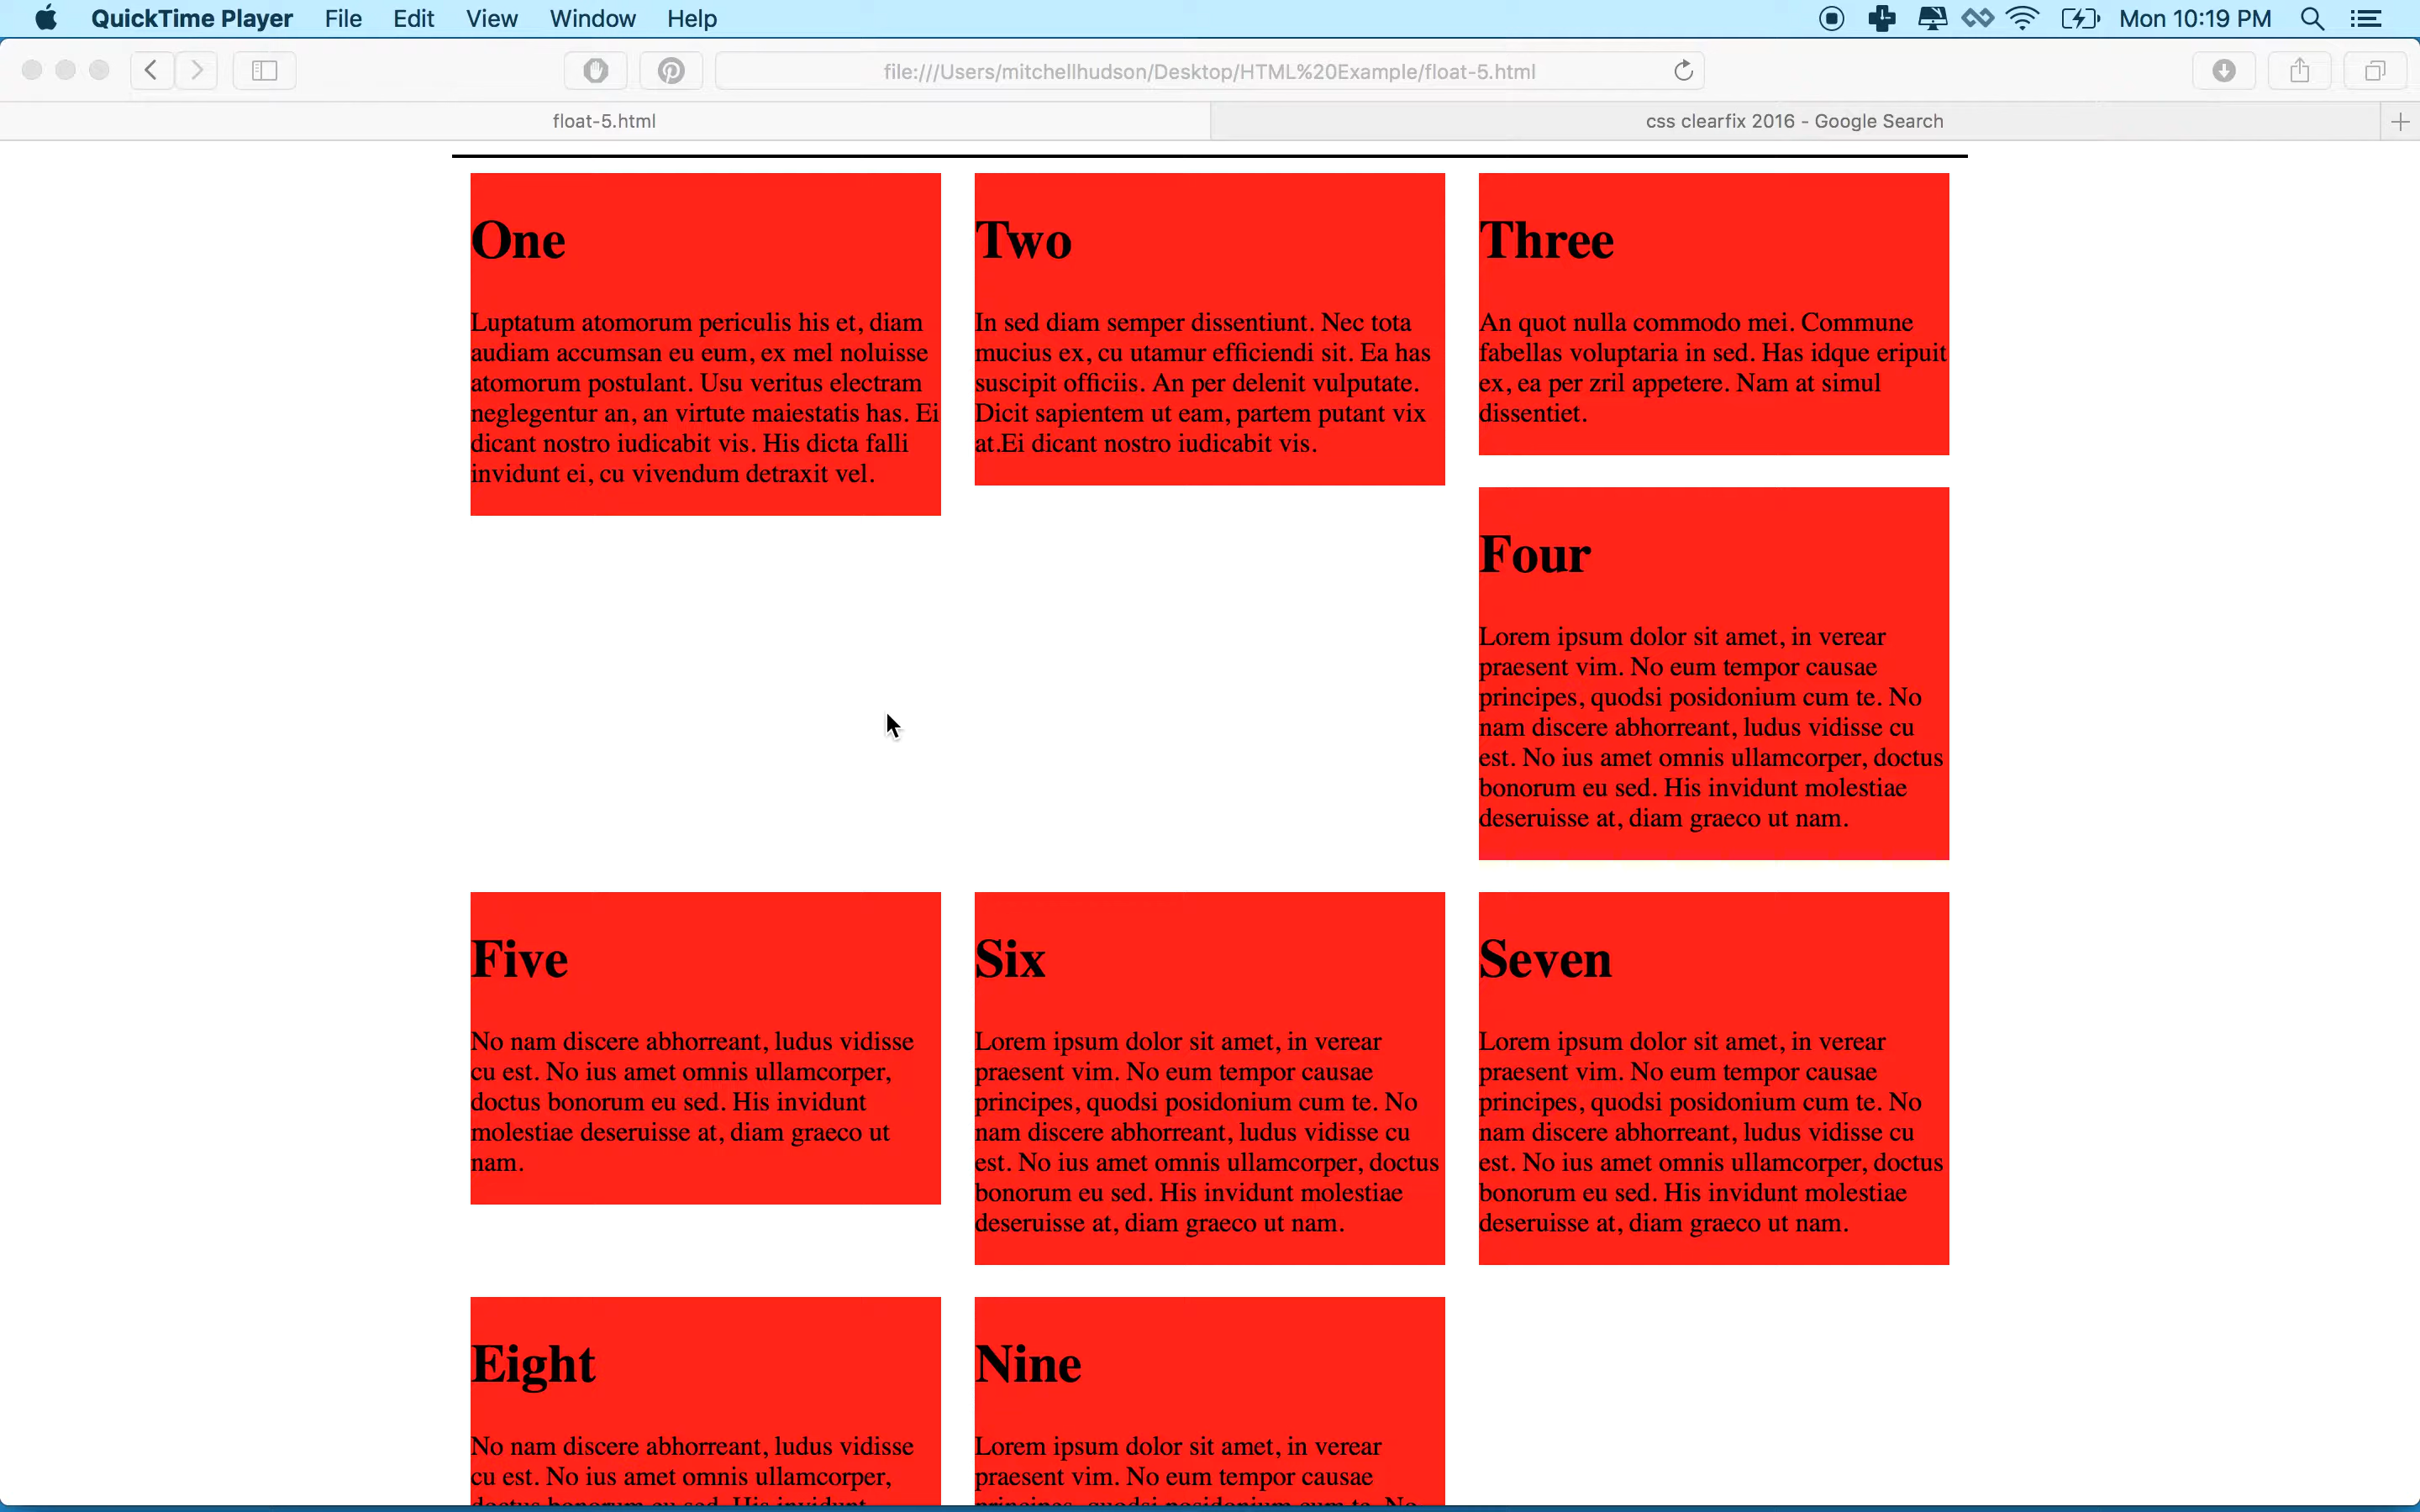 QuickTime Player File Edit View Window Help Mon 10:19 PM
file:///Users/mitchellhudson/Desktop/HTML%20Example/float-5.html
float-5.html
css clearfix 2016 - Google Search
One
Luptatum atomorum periculis his et, diam
audiam accumsan eu eum, ex mel noluisse
atomorum postulant. Usu veritus electram
neglegentur an, an virtute maiestatis has. Ei
dicant nostro iudicabit vis. His dicta falli
invidunt ei, cu vivendum detraxit vel.
Two
In sed diam semper dissentiunt. Nec tota
mucius ex, cu utamur efficiendi sit. Ea has
suscipit officiis. An per delenit vulputate.
Dicit sapientem ut eam, partem putant vix
at.Ei dicant nostro iudicabit vis.
Three
An quot nulla commodo mei. Commune
fabellas voluptaria in sed. Has idque eripuit
ex, ea per zril appetere. Nam at simul
dissentiet.
Four
Lorem ipsum dolor sit amet, in verear
praesent vim. No eum tempor causae
principes, quodsi posidonium cum te. No
nam discere abhorreant, ludus vidisse cu
est. No ius amet omnis ullamcorper, doctus
bonorum eu sed. His invidunt molestiae
deseruisse at, diam graeco ut nam.
Five
No nam discere abhorreant, ludus vidisse
cu est. No ius amet omnis ullamcorper,
doctus bonorum eu sed. His invidunt
molestiae deseruisse at, diam graeco ut
nam.
Six
Lorem ipsum dolor sit amet, in verear
praesent vim. No eum tempor causae
principes, quodsi posidonium cum te. No
nam discere abhorreant, ludus vidisse cu
est. No ius amet omnis ullamcorper, doctus
bonorum eu sed. His invidunt molestiae
deseruisse at, diam graeco ut nam.
Seven
Lorem ipsum dolor sit amet, in verear
praesent vim. No eum tempor causae
principes, quodsi posidonium cum te. No
nam discere abhorreant, ludus vidisse cu
est. No ius amet omnis ullamcorper, doctus
bonorum eu sed. His invidunt molestiae
deseruisse at, diam graeco ut nam.
Eight
No nam discere abhorreant, ludus vidisse
cu est. No ius amet omnis ullamcorper,
Nine
Lorem ipsum dolor sit amet, in verear
praesent vim. No eum tempor causae